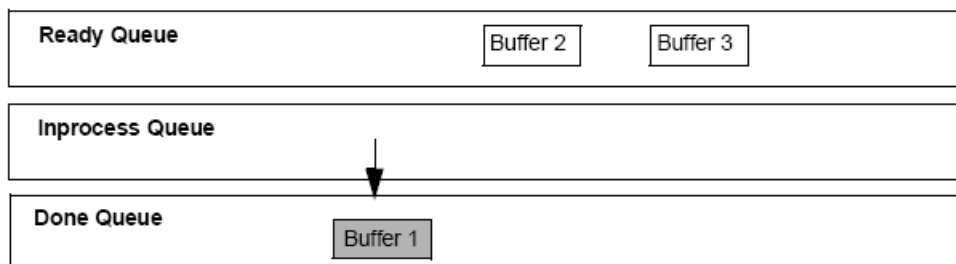 Ready Queue
Buffer 2 Buffer 3
Inprocess Queue
Done Queue
Buffer 1